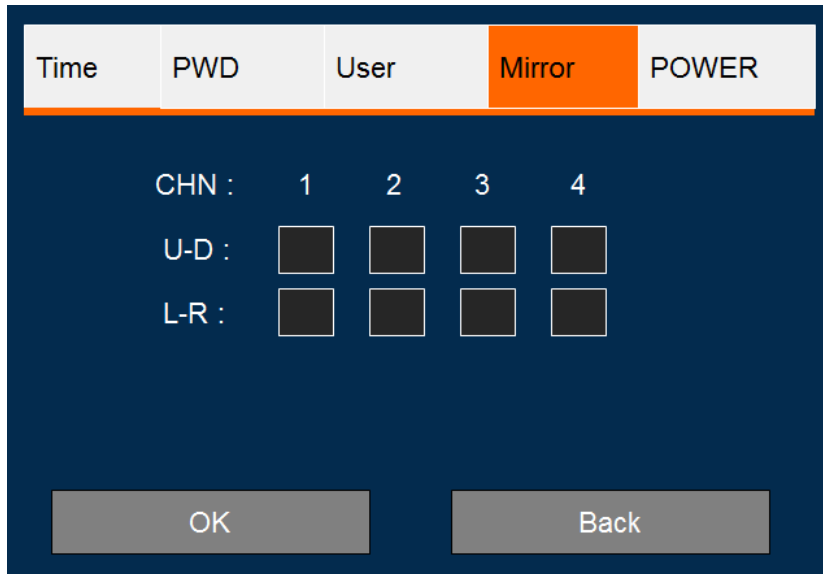 Time PWD User Mirror POWER
CHN : 1 2 3 4
U-D :
L-R :
OK Back